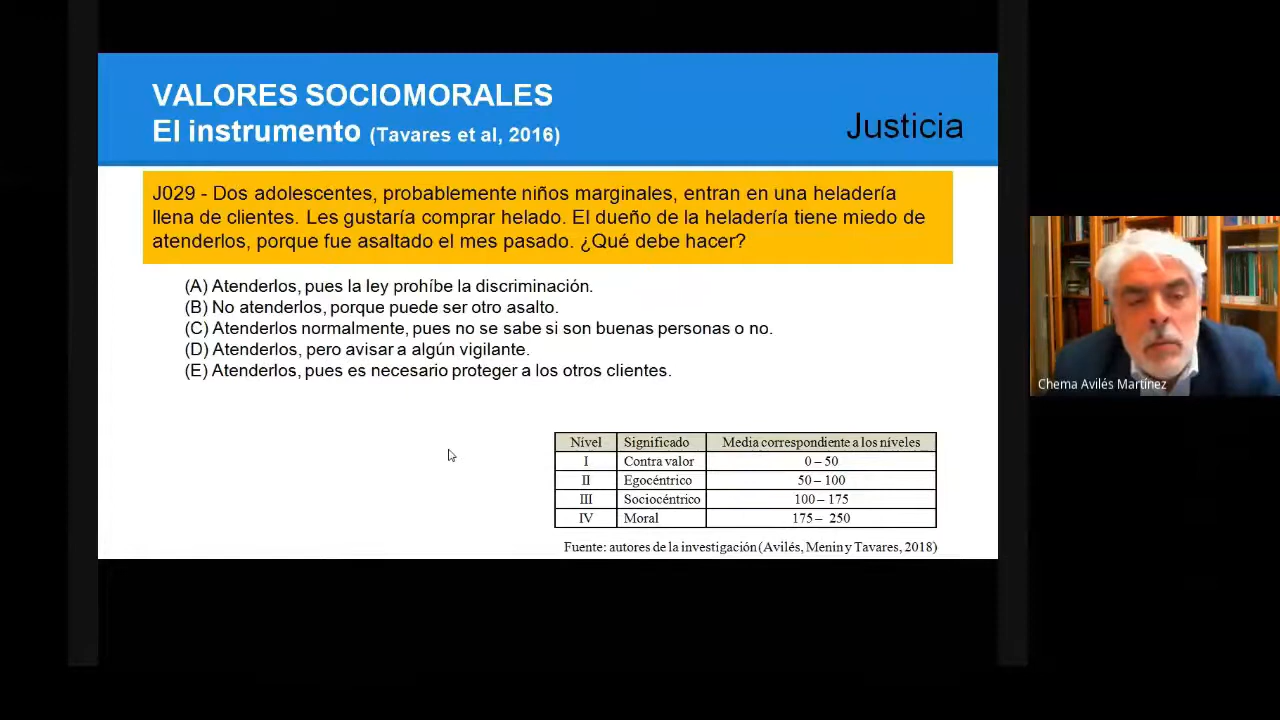 VALORES SOCIOMORALES
El instrumento (Tavares et al, 2016)
Justicia
J029 - Dos adolescentes, probablemente niños marginales, entran en una heladería
llena de clientes. Les gustaría comprar helado. El dueño de la heladería tiene miedo de
atenderlos, porque fue asaltado el mes pasado. ¿Qué debe hacer?
(A) Atenderlos, pues la ley prohíbe la discriminación.
(B) No atenderlos, porque puede ser otro asalto.
(C) Atenderlos normalmente, pues no se sabe si son buenas personas o no.
(D) Atenderlos, pero avisar a algún vigilante.
(E) Atenderlos, pues es necesario proteger a los otros clientes.
Nível Significado Media correspondiente a los níveles
I Contra valor 0 – 50
II Egocéntrico 50 – 100
III Sociocéntrico 100 – 175
IV Moral 175 – 250
Fuente: autores de la investigación (Avilés, Menin y Tavares, 2018)
Chema Avilés Martínez